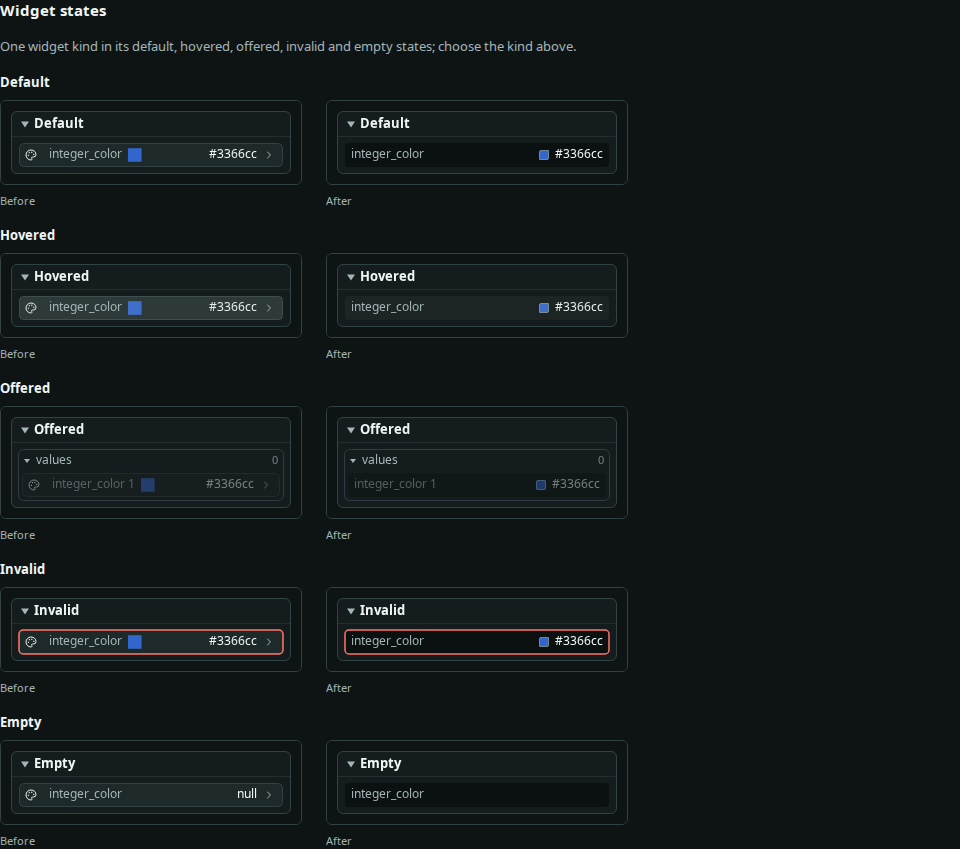 Widget states
One widget kind in its default, hovered, offered, invalid and empty states; choose the kind above.
Default
Default
integer_color #3366cc
Before
Default
integer_color #3366cc
After
Hovered
Hovered
integer_color #3366cc
Before
Hovered
integer_color #3366cc
After
Offered
Offered
values 0
integer_color 1 #3366cc
Before
Offered
values 0
integer_color 1 #3366cc
After
Invalid
Invalid
integer_color #3366cc
Before
Invalid
integer_color #3366cc
After
Empty
Empty
integer_color null
Before
Empty
integer_color
After